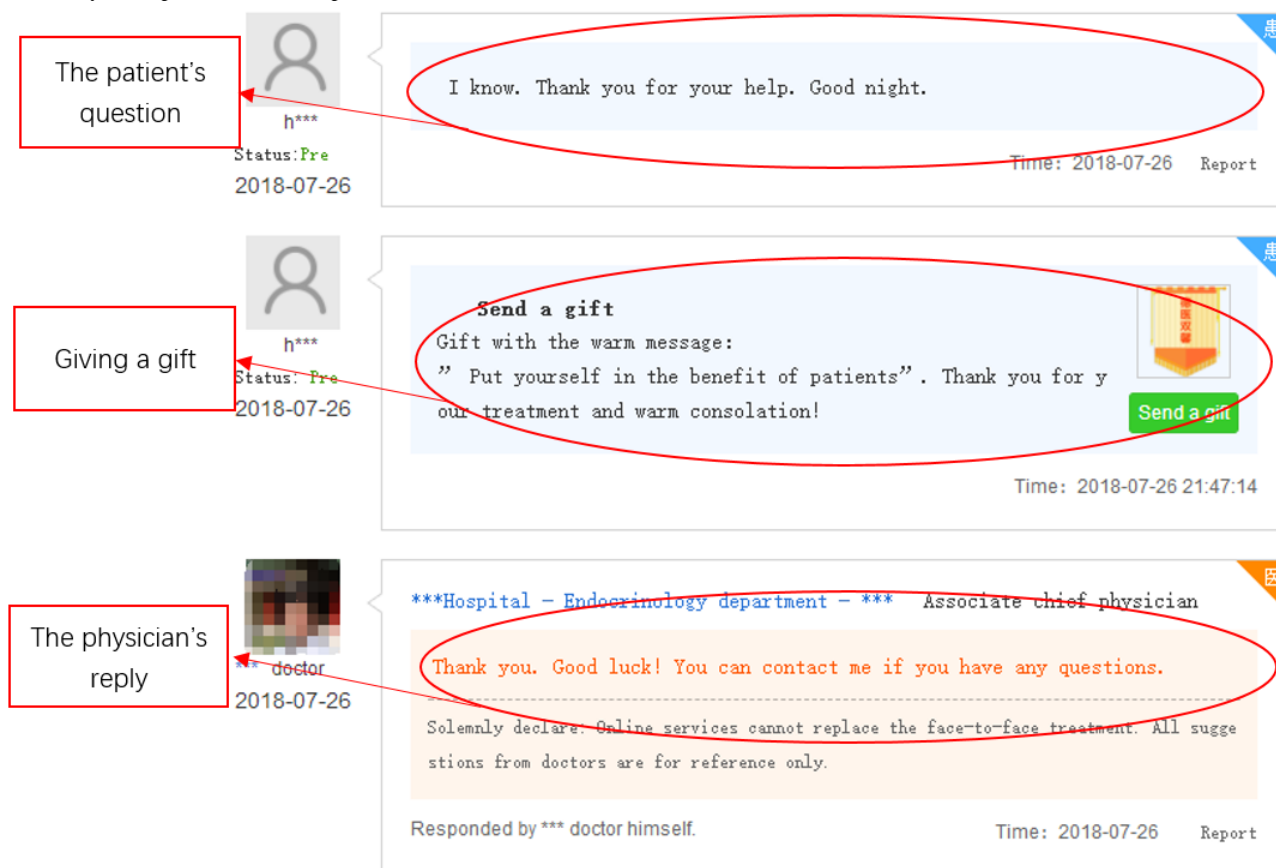 The patient's
question
h***
Status:Pre
2018-07-26
患
I know. Thank you for your help. Good night.
Time: 2018-07-26 Report
Giving a gift
h***
Status: Pre
2018-07-26
患
Send a gift
Gift with the warm message:
” Put yourself in the benefit of patients”. Thank you for y
our treatment and warm consolation!
Send a gift
Time: 2018-07-26 21:47:14
The physician's
reply
*** doctor
2018-07-26
医
***Hospital - Endocrinology department - *** Associate chief physician
Thank you. Good luck! You can contact me if you have any questions.
Solemnly declare: Online services cannot replace the face-to-face treatment. All sugge
stions from doctors are for reference only.
Responded by *** doctor himself.
Time: 2018-07-26 Report